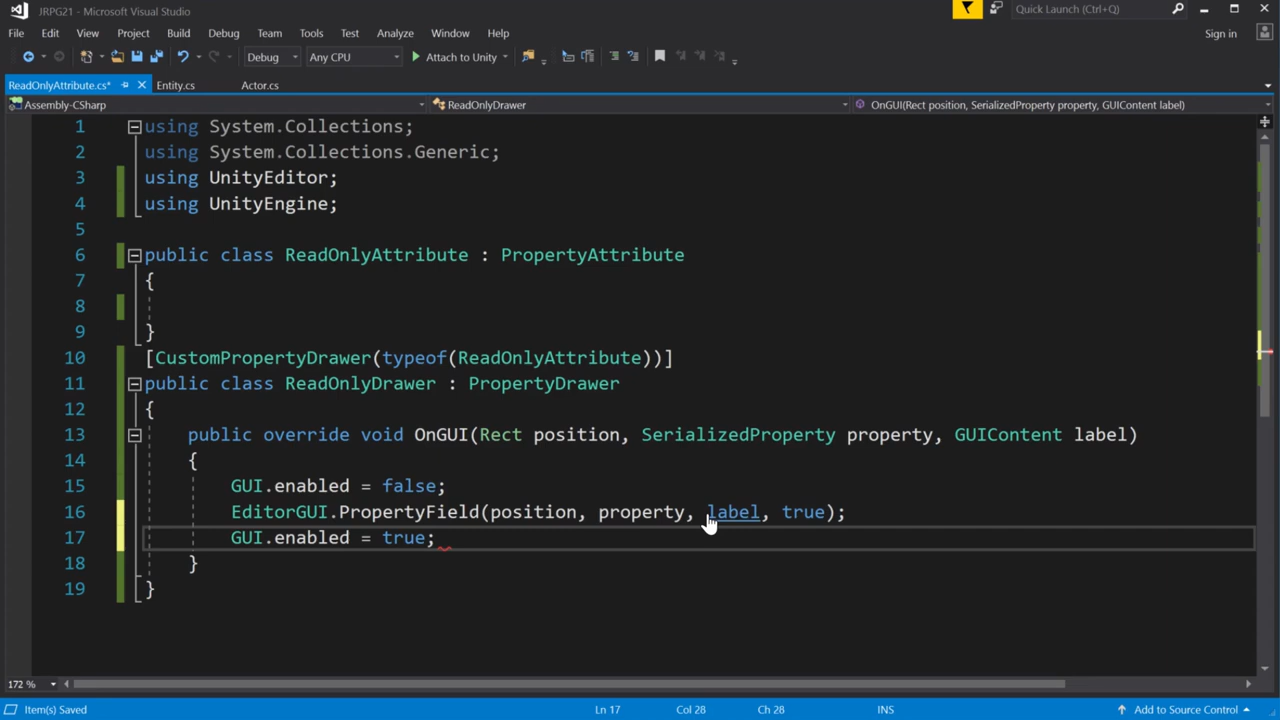 JRPG21 - Microsoft Visual Studio
Quick Launch (Ctrl+Q)
File Edit View Project Build Debug Team Tools Test Analyze Window Help
Sign in
Debug Any CPU Attach to Unity
ReadOnlyAttribute.cs* Entity.cs Actor.cs
Assembly-CSharp ReadOnlyDrawer OnGUI(Rect position, SerializedProperty property, GUIContent label)
1 using System.Collections;
2 using System.Collections.Generic;
3 using UnityEditor;
4 using UnityEngine;
5
6 public class ReadOnlyAttribute : PropertyAttribute
7 {
8
9 }
10 [CustomPropertyDrawer(typeof(ReadOnlyAttribute))]
11 public class ReadOnlyDrawer : PropertyDrawer
12 {
13 public override void OnGUI(Rect position, SerializedProperty property, GUIContent label)
14 {
15 GUI.enabled = false;
16 EditorGUI.PropertyField(position, property, label, true);
17 GUI.enabled = true;
18 }
19 }
172 %
Item(s) Saved Ln 17 Col 28 Ch 28 INS Add to Source Control